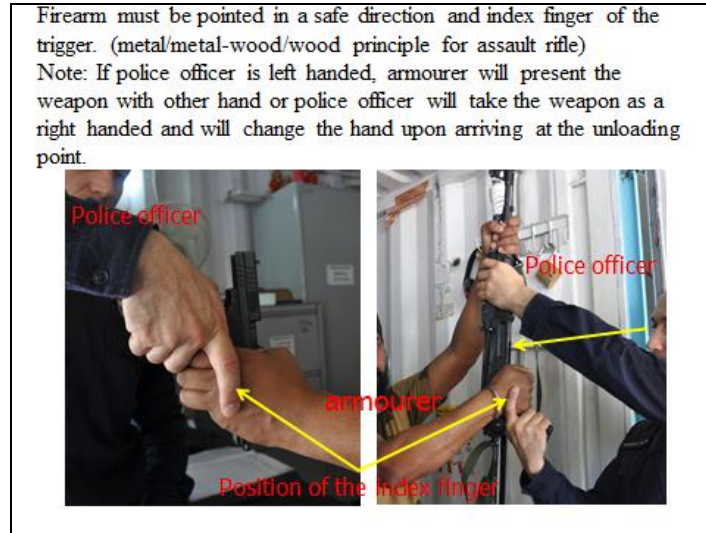 Firearm must be pointed in a safe direction and index finger of the
trigger. (metal/metal-wood/wood principle for assault rifle)
Note: If police officer is left handed, armourer will present the
weapon with other hand or police officer will take the weapon as a
right handed and will change the hand upon arriving at the unloading
point.
Police officer
Police officer
armourer
Position of the index finger